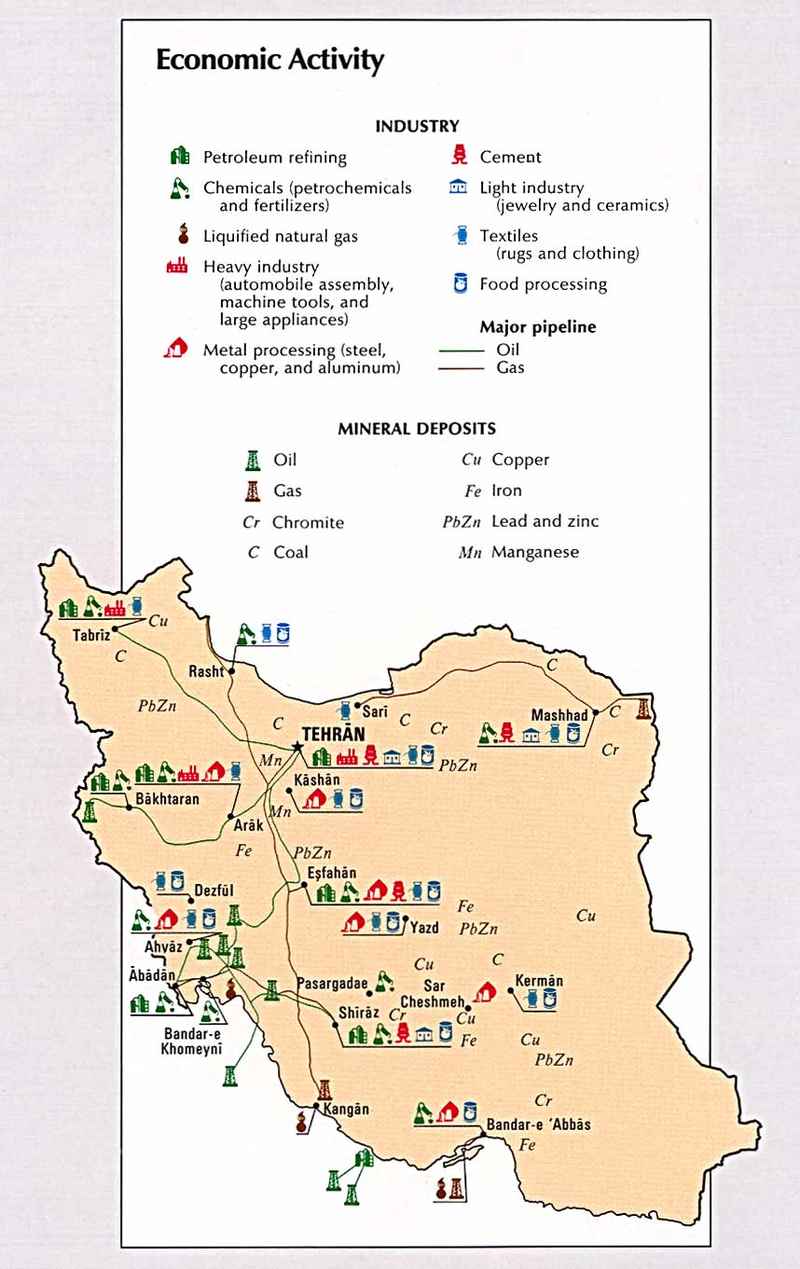 Economic Activity
INDUSTRY
Petroleum refining
Chemicals (petrochemicals
and fertilizers)
Liquified natural gas
Heavy industry
(automobile assembly,
machine tools, and
large appliances)
Metal processing (steel,
copper, and aluminum)
Cement
Light industry
(jewelry and ceramics)
Textiles
(rugs and clothing)
Food processing
Major pipeline
Oil
Gas
MINERAL DEPOSITS
Oil
Gas
Cr Chromite
C Coal
Cu Copper
Fe Iron
PbZn Lead and zinc
Mn Manganese
Cu
Tabrīz
C
Rasht
C
PbZn
Sarī
C
Mashhad
C
C
Cr
TEHRĀN
Cr
Mn
PbZn
Kāshān
Bākhtaran
Mn
Arāk
Fe
PbZn
Eşfahān
Dezfūl
Fe
Cu
Yazd
PbZn
Ahvāz
C
Cu
Ābādān
Pasargadae
Sar
Cheshmeh
Kermān
Shīrāz
Cr
Cu
Bandar-e
Khomeynī
Fe
Cu
PbZn
Cr
Kangān
Bandar-e 'Abbās
Fe